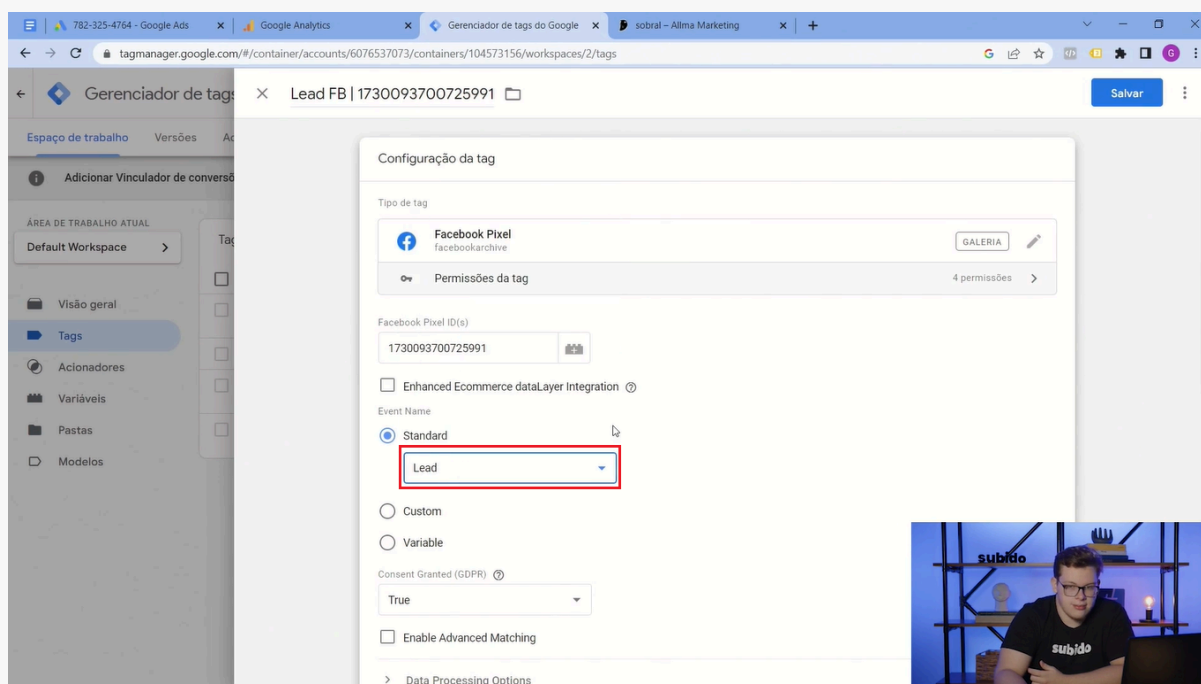 782-325-4764 - Google Ads
Google Analytics
Gerenciador de tags do Google
sobral – Allma Marketing
tagmanager.google.com/#/container/accounts/6076537073/containers/104573156/workspaces/2/tags
G
Gerenciador de tags
Lead FB | 1730093700725991
Salvar
Espaço de trabalho
Versões
Configuração da tag
Adicionar Vinculador de
Tipo de tag
ÁREA DE TRABALHO ATUAL
Default Workspace
Facebook Pixel
facebookarchive
GALERIA
Permissões da tag
4 permissões
Visão geral
Tags
Acionadores
Variáveis
Pastas
Modelos
Facebook Pixel ID(s)
1730093700725991
Enhanced Ecommerce dataLayer Integration
Event Name
Standard
Lead
Custom
Variable
Consent Granted (GDPR)
True
Enable Advanced Matching
Data Processing Options
subido
subido